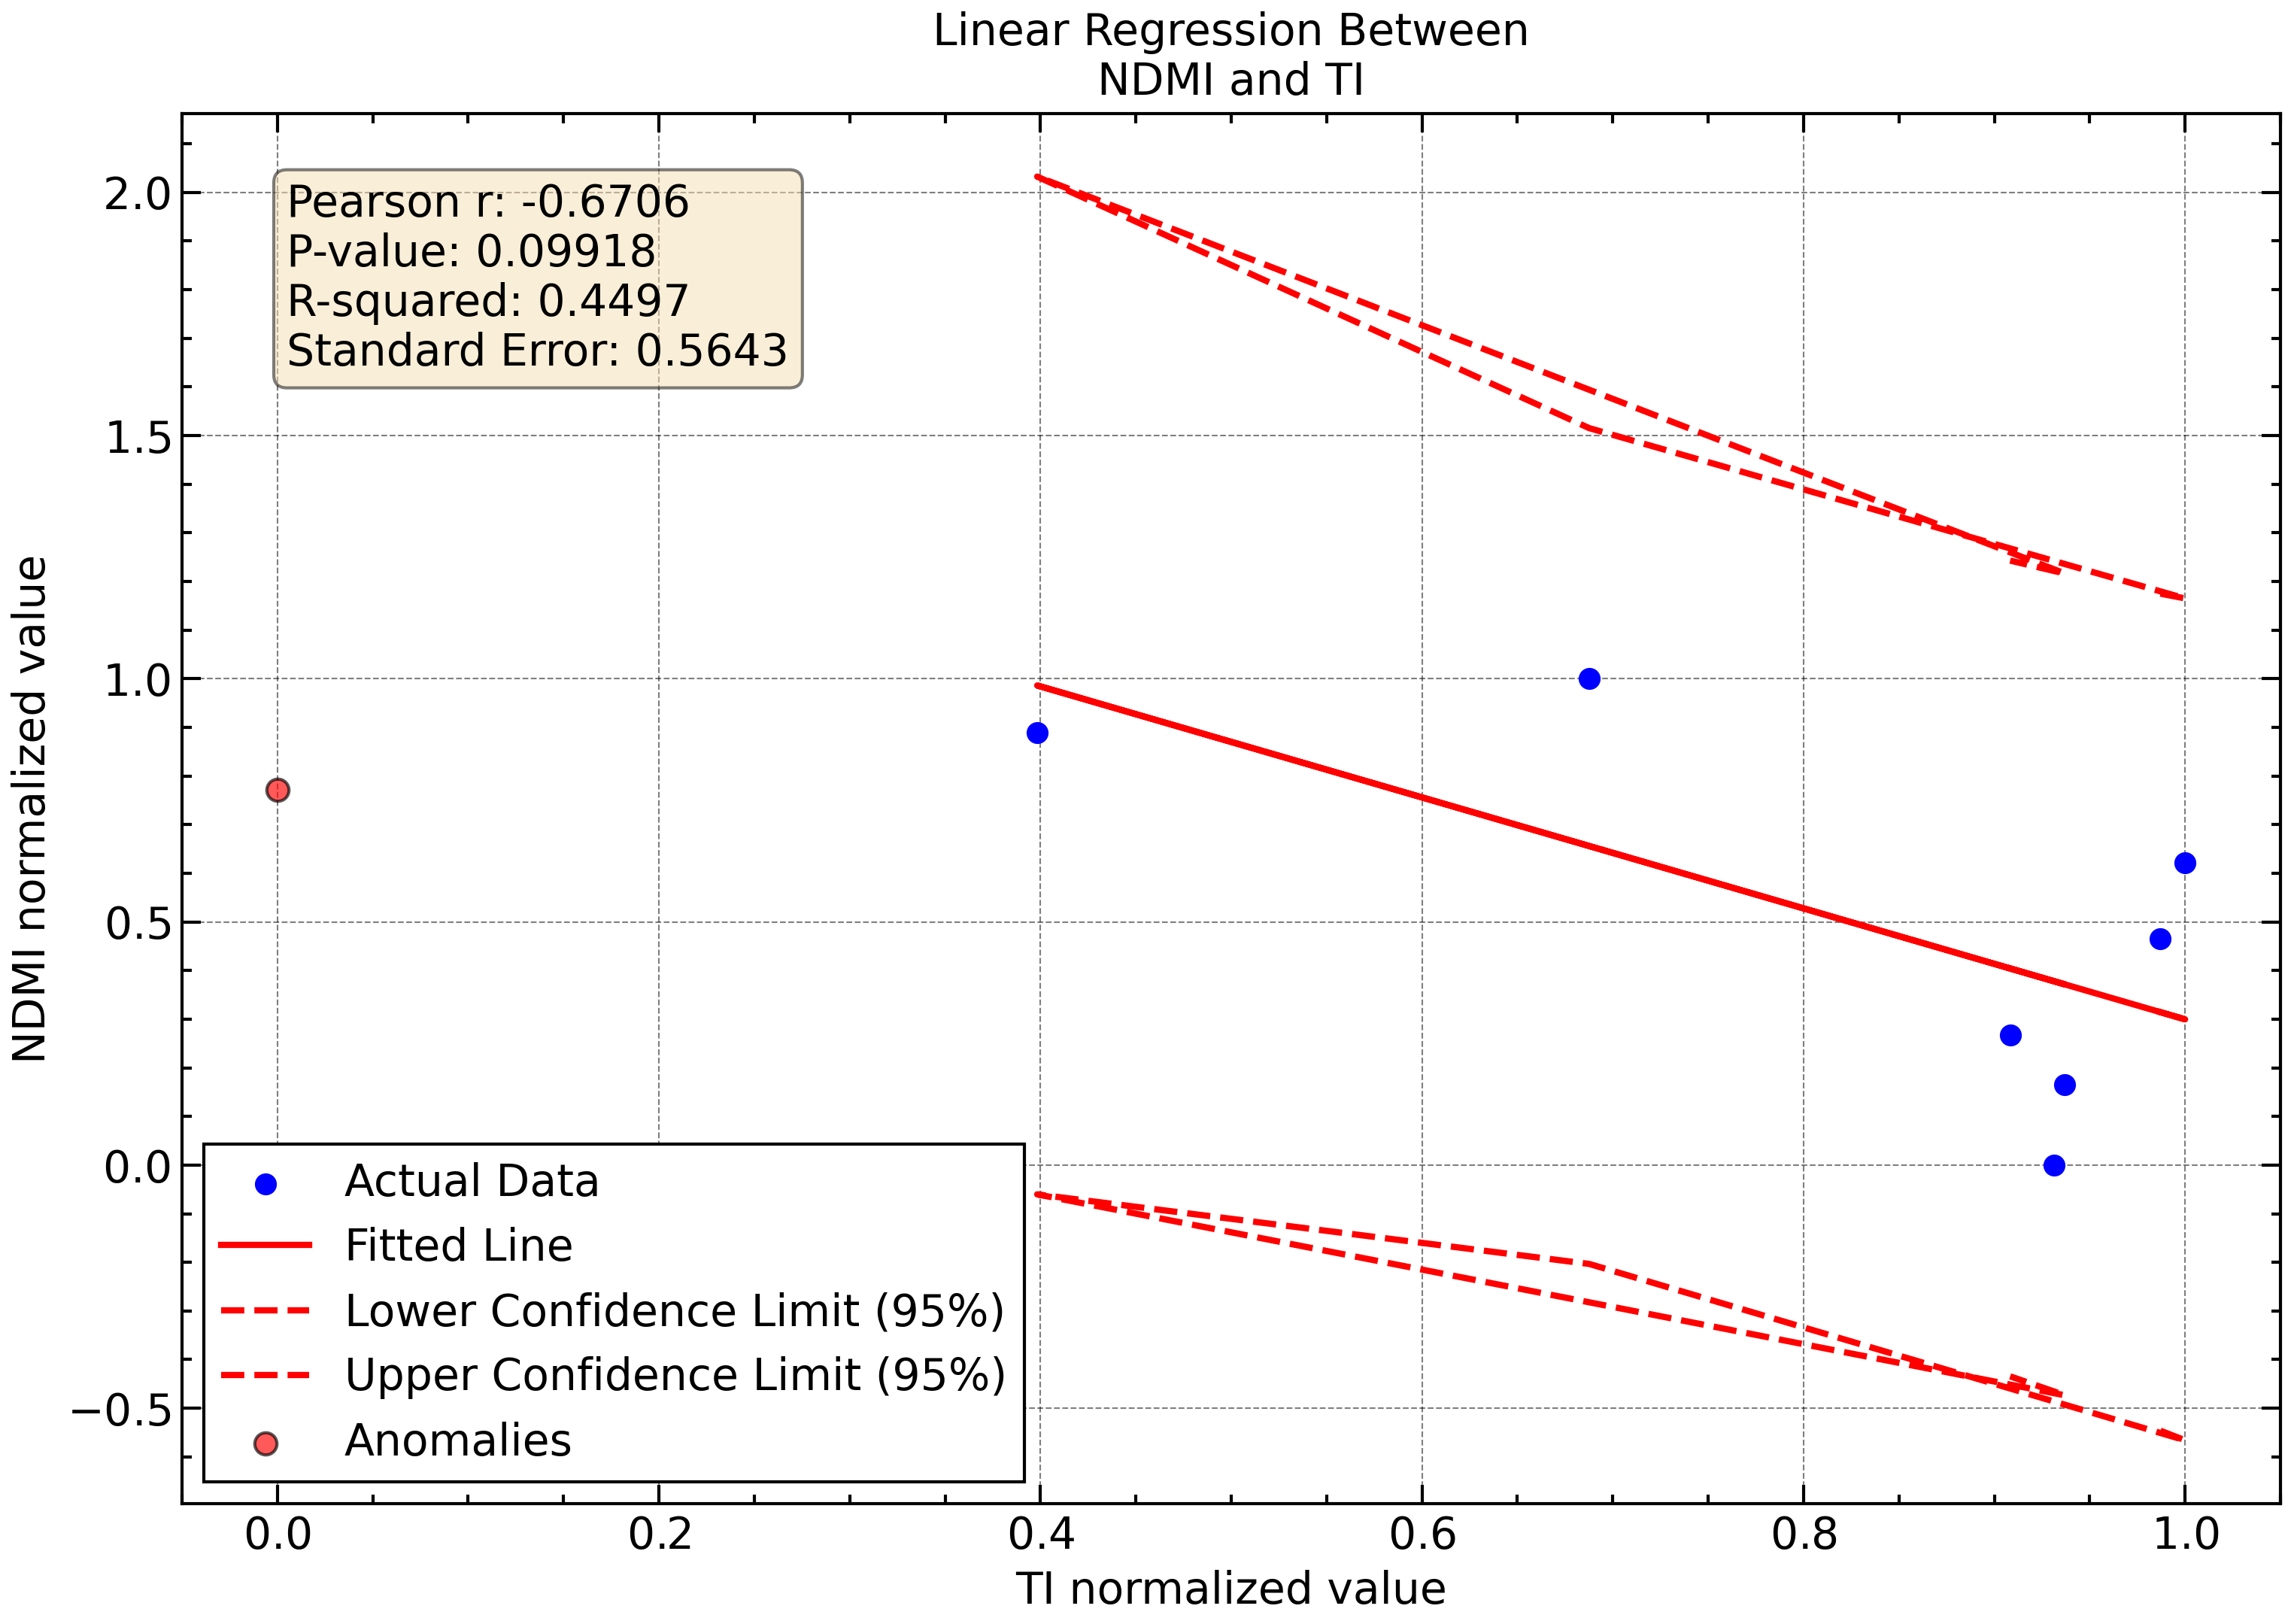 Linear Regression Between
NDMI and TI
Pearson r: -0.6706
P-value: 0.09918
R-squared: 0.4497
Standard Error: 0.5643
NDMI normalized value
2.0
1.5
1.0
0.5
0.0
−0.5
Actual Data
Fitted Line
Lower Confidence Limit (95%)
Upper Confidence Limit (95%)
Anomalies
0.0 0.2 0.4 0.6 0.8 1.0
TI normalized value